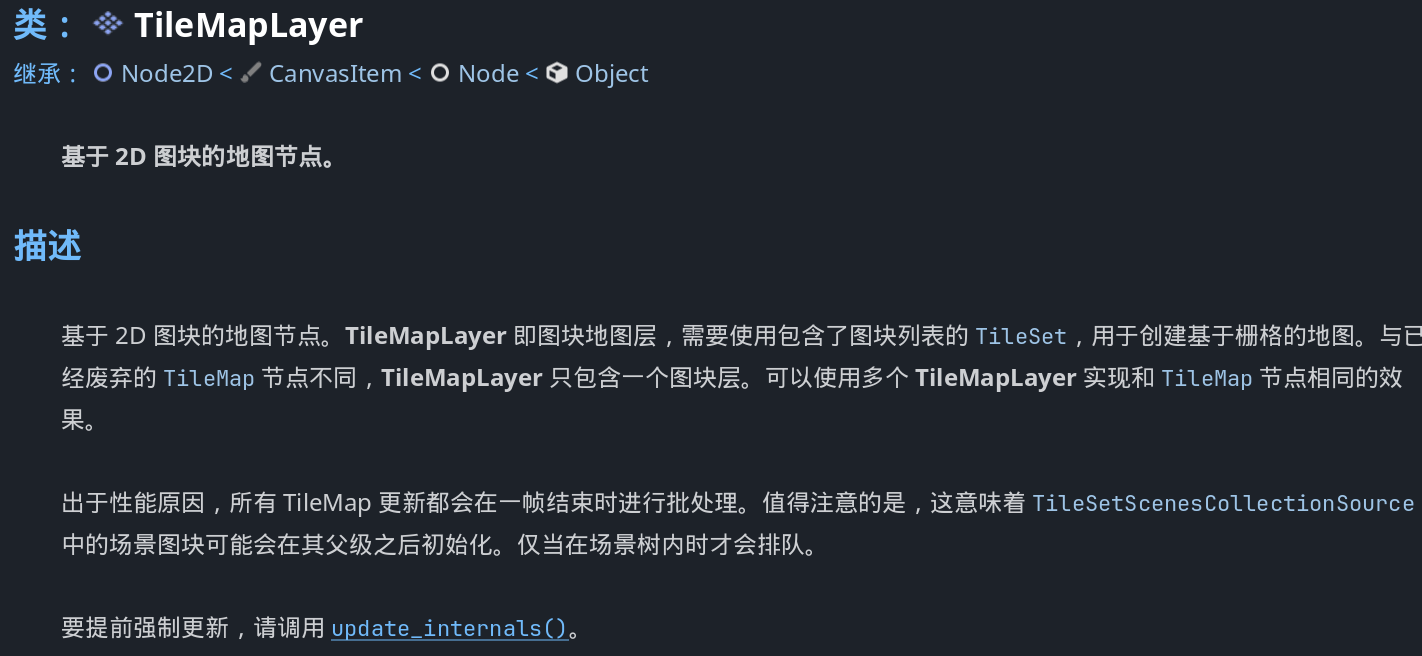 类： TileMapLayer
继承： Node2D < CanvasItem < Node < Object
基于 2D 图块的地图节点。
描述
基于 2D 图块的地图节点。TileMapLayer 即图块地图层，需要使用包含了图块列表的 TileSet，用于创建基于栅格的地图。与已
经废弃的 TileMap 节点不同，TileMapLayer 只包含一个图块层。可以使用多个 TileMapLayer 实现和 TileMap 节点相同的效
果。
出于性能原因，所有 TileMap 更新都会在一帧结束时进行批处理。值得注意的是，这意味着 TileSetScenesCollectionSource
中的场景图块可能会在其父级之后初始化。仅当在场景树内时才会排队。
要提前强制更新，请调用 update_internals()。